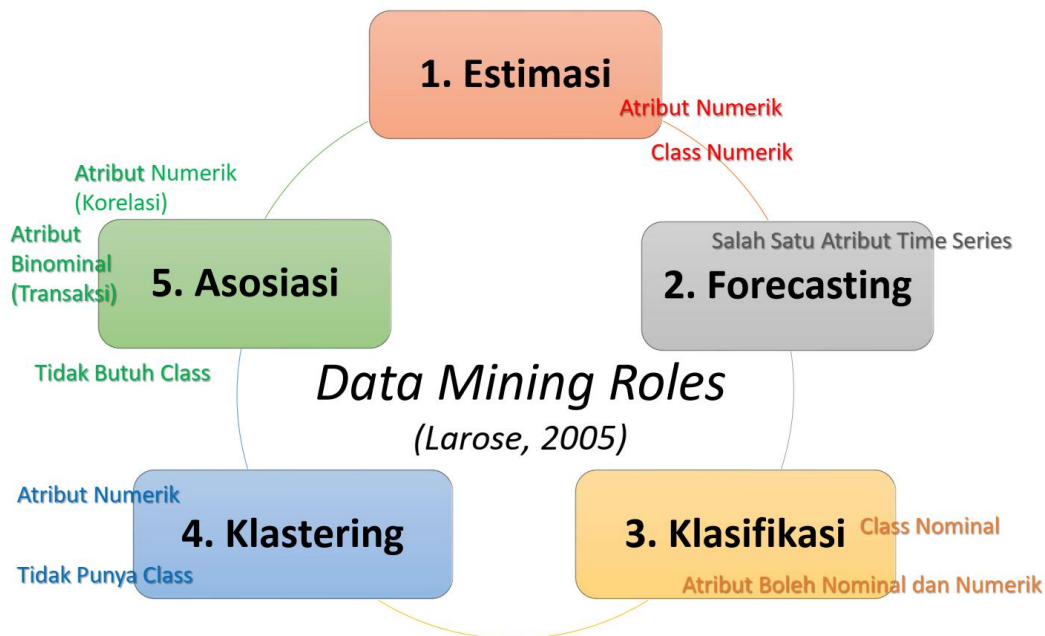 1. Estimasi
Atribut Numerik
Class Numerik
Salah Satu Atribut Time Series
2. Forecasting
3. Klasifikasi
Class Nominal
Atribut Boleh Nominal dan Numerik
Atribut Numerik
4. Klastering
Tidak Punya Class
Atribut Numerik
(Korelasi)
Atribut
Binominal
(Transaksi)
5. Asosiasi
Tidak Butuh Class
Data Mining Roles
(Larose, 2005)